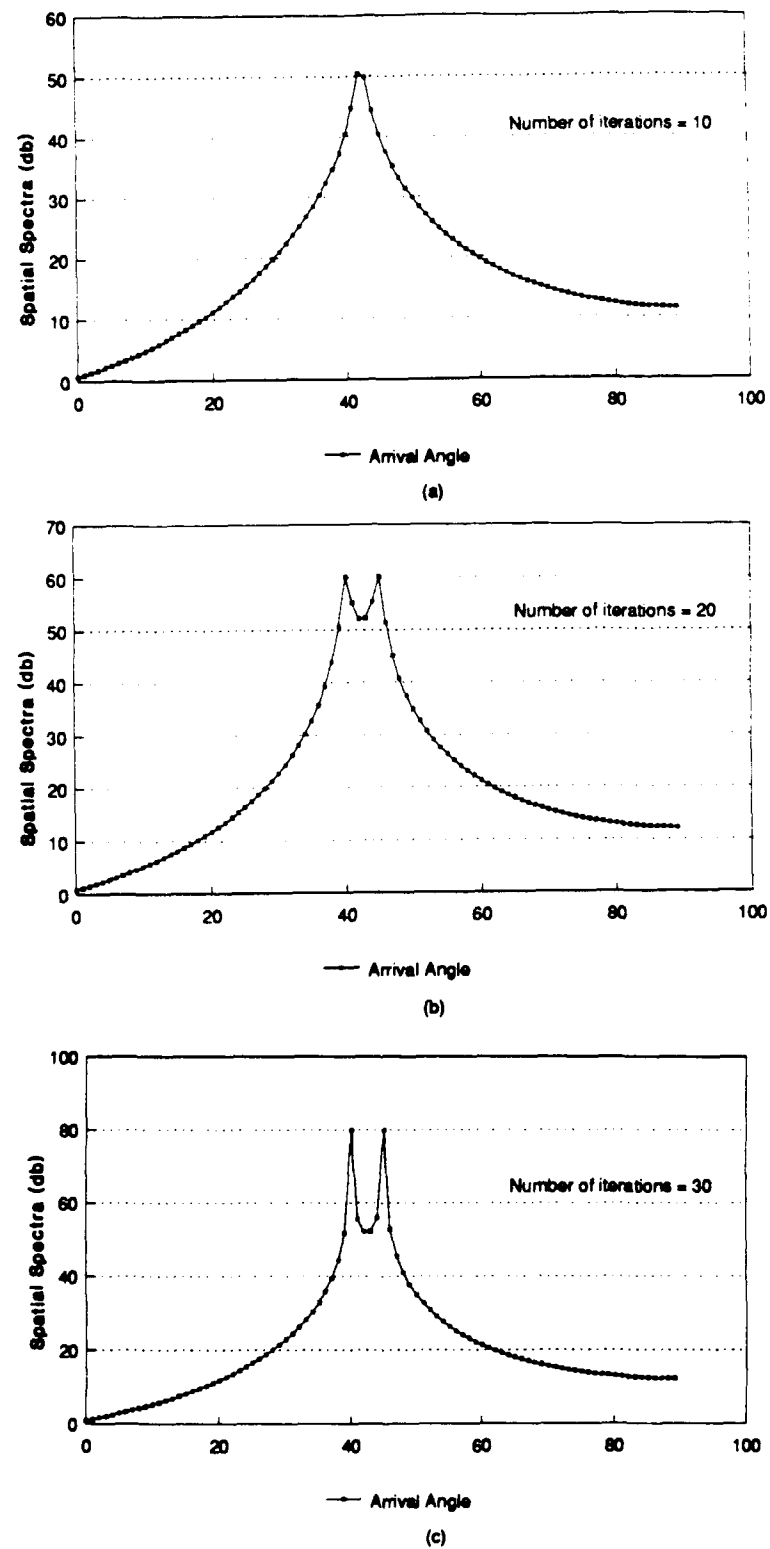 60
50
40
30
20
10
0
Spatial Spectra (db)
Number of iterations = 10
0 20 40 60 80 100
Arrival Angle
(a)
70
60
50
40
30
20
10
0
Spatial Spectra (db)
Number of iterations = 20
0 20 40 60 80 100
Arrival Angle
(b)
100
80
60
40
20
0
Spatial Spectra (db)
Number of iterations = 30
0 20 40 60 80 100
Arrival Angle
(c)